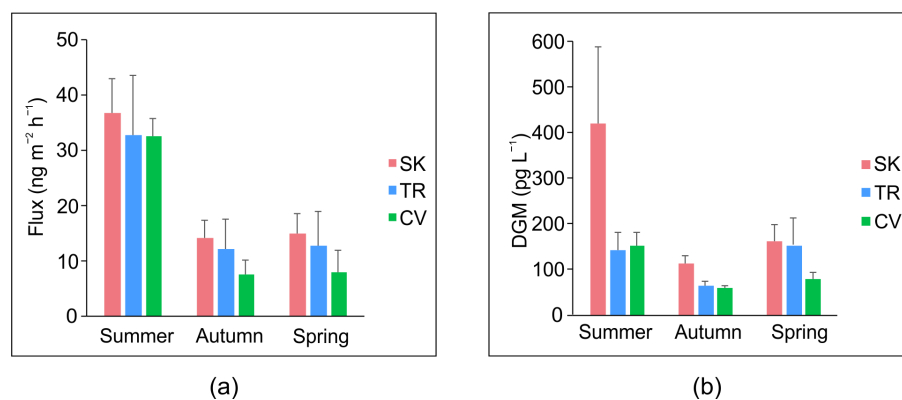 50
40
30
20
10
0
Flux (ng m⁻² h⁻¹)
Summer Autumn Spring
SK
TR
CV
(a)
600
500
400
300
200
100
0
DGM (pg L⁻¹)
Summer Autumn Spring
SK
TR
CV
(b)